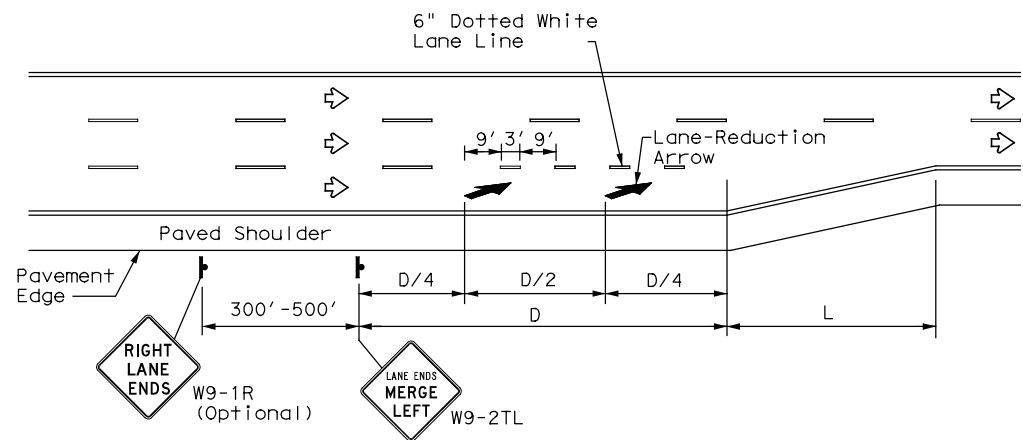 6" Dotted White
Lane Line
9' 3' 9'
Lane-Reduction
Arrow
Paved Shoulder
Pavement
Edge
D/4 D/2 D/4
300'-500' D L
RIGHT
LANE
ENDS
W9-1R
(Optional)
LANE ENDS
MERGE
LEFT
W9-2TL